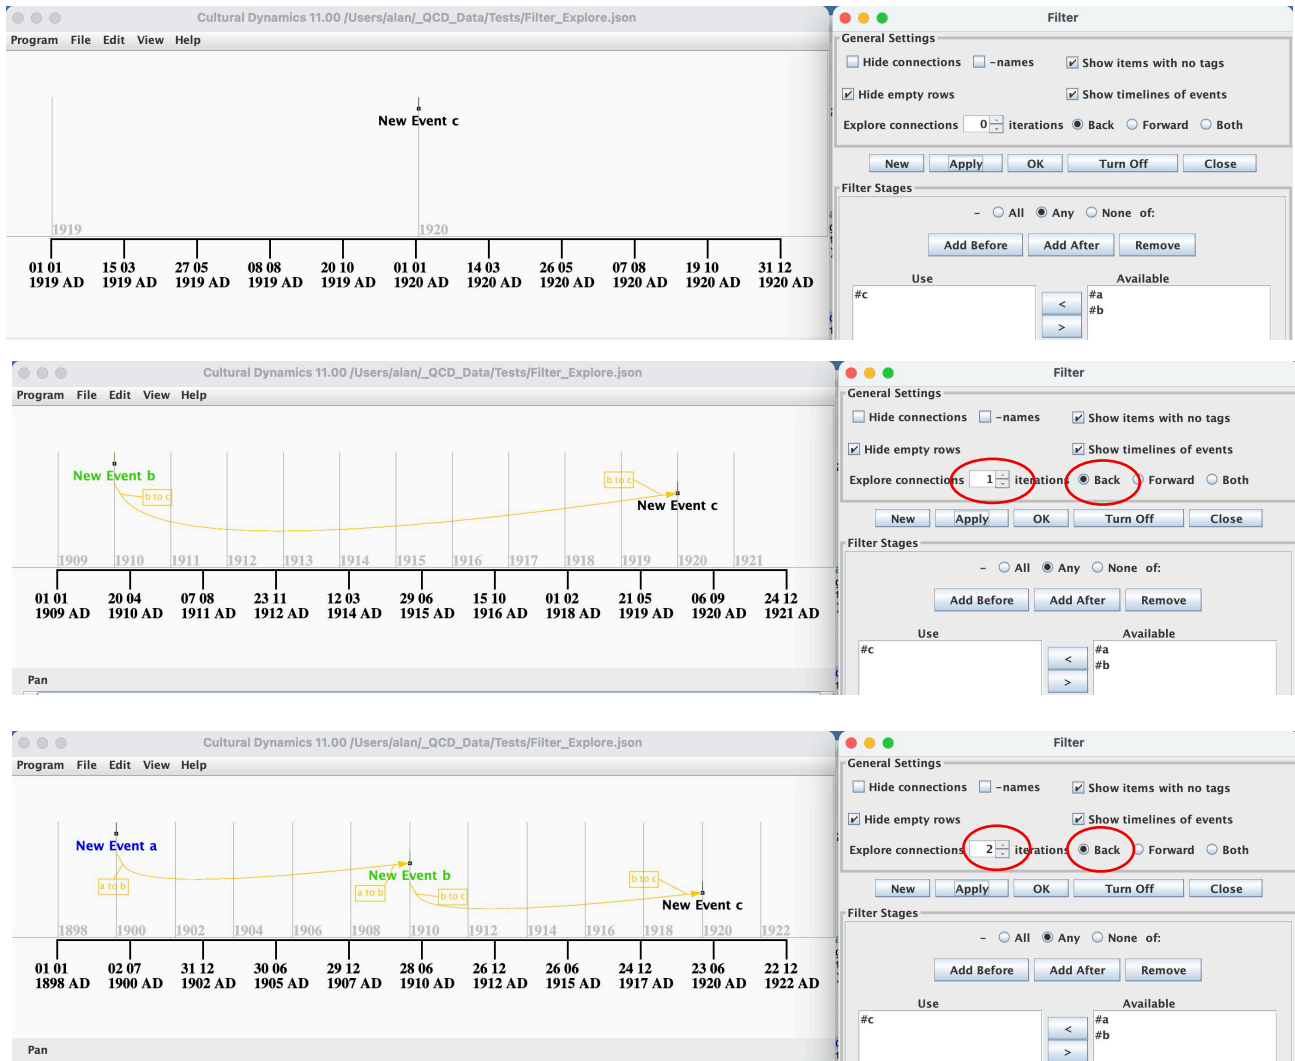 Cultural Dynamics 11.00 /Users/alan/_QCD_Data/Tests/Filter_Explore.json
Program File Edit View Help
New Event c
1919 1920
01 01 15 03 27 05 08 08 20 10 01 01 14 03 26 05 07 08 19 10 31 12
1919 AD 1919 AD 1919 AD 1919 AD 1919 AD 1920 AD 1920 AD 1920 AD 1920 AD 1920 AD 1920 AD
Filter
General Settings
Hide connections -names Show items with no tags
Hide empty rows Show timelines of events
Explore connections 0 iterations Back Forward Both
New Apply OK Turn Off Close
Filter Stages
- All Any None of:
Add Before Add After Remove
Use Available
#c < #a
#b
>
Cultural Dynamics 11.00 /Users/alan/_QCD_Data/Tests/Filter_Explore.json
Program File Edit View Help
New Event b
b to c
b to c
New Event c
1909 1910 1911 1912 1913 1914 1915 1916 1917 1918 1919 1920 1921
01 01 20 04 07 08 23 11 12 03 29 06 15 10 01 02 21 05 06 09 24 12
1909 AD 1910 AD 1911 AD 1912 AD 1914 AD 1915 AD 1916 AD 1918 AD 1919 AD 1920 AD 1921 AD
Pan
Filter
General Settings
Hide connections -names Show items with no tags
Hide empty rows Show timelines of events
Explore connections 1 iterations Back Forward Both
New Apply OK Turn Off Close
Filter Stages
- All Any None of:
Add Before Add After Remove
Use Available
#c < #a
#b
>
Cultural Dynamics 11.00 /Users/alan/_QCD_Data/Tests/Filter_Explore.json
Program File Edit View Help
New Event a
a to b
New Event b
a to b b to c
b to c
New Event c
1898 1900 1902 1904 1906 1908 1910 1912 1914 1916 1918 1920 1922
01 01 02 07 31 12 30 06 29 12 28 06 26 12 26 06 24 12 23 06 22 12
1898 AD 1900 AD 1902 AD 1905 AD 1907 AD 1910 AD 1912 AD 1915 AD 1917 AD 1920 AD 1922 AD
Pan
Filter
General Settings
Hide connections -names Show items with no tags
Hide empty rows Show timelines of events
Explore connections 2 iterations Back Forward Both
New Apply OK Turn Off Close
Filter Stages
- All Any None of:
Add Before Add After Remove
Use Available
#c < #a
#b
>